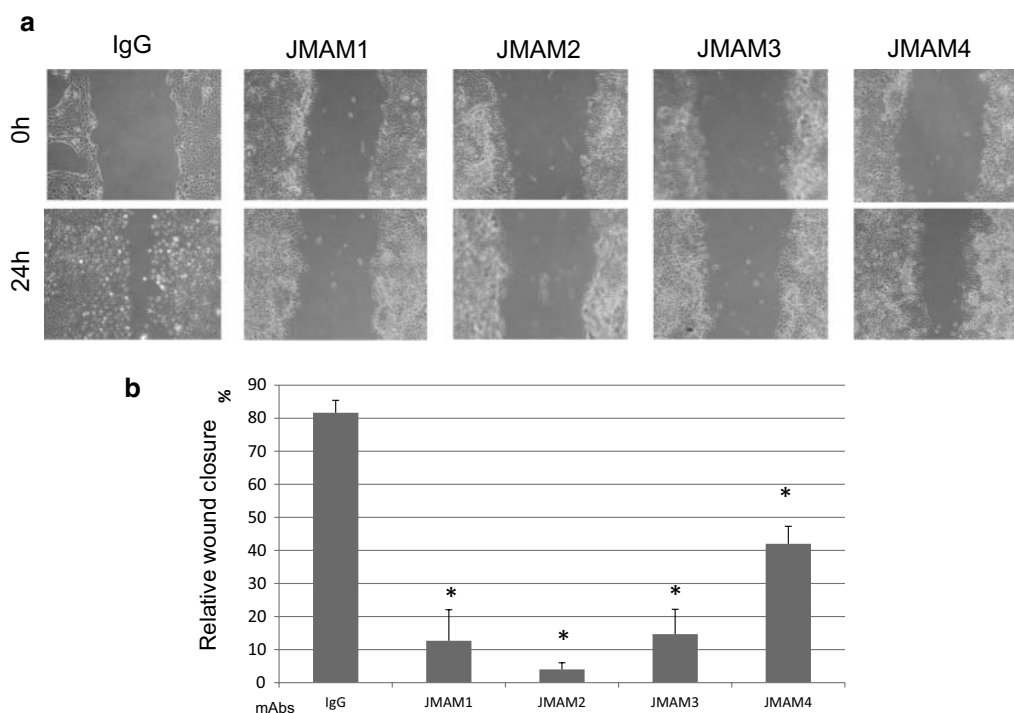 a
IgG JMAM1 JMAM2 JMAM3 JMAM4
0h
24h
b
%
Relative wound closure
90
80
70
60
50
40
30
20
10
0
*
*
*
*
mAbs IgG JMAM1 JMAM2 JMAM3 JMAM4